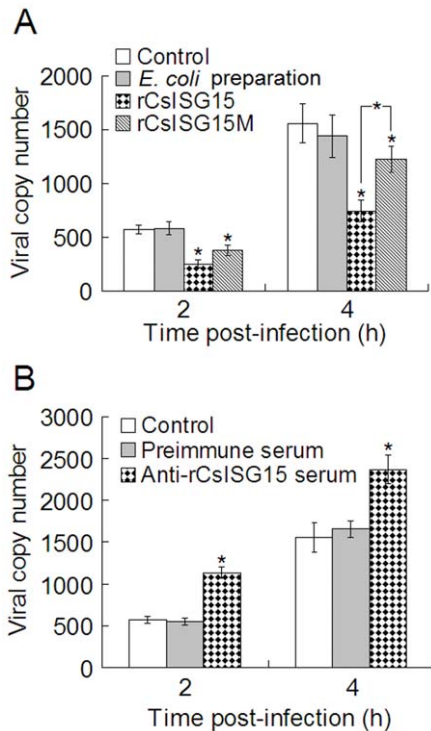 A
Control
E. coli preparation
rCsISG15
rCsISG15M
Viral copy number
2000
1500
1000
500
0
*
*
*
*
*
2
4
Time post-infection (h)
B
Control
Preimmune serum
Anti-rCsISG15 serum
Viral copy number
3000
2500
2000
1500
1000
500
0
*
*
2
4
Time post-infection (h)